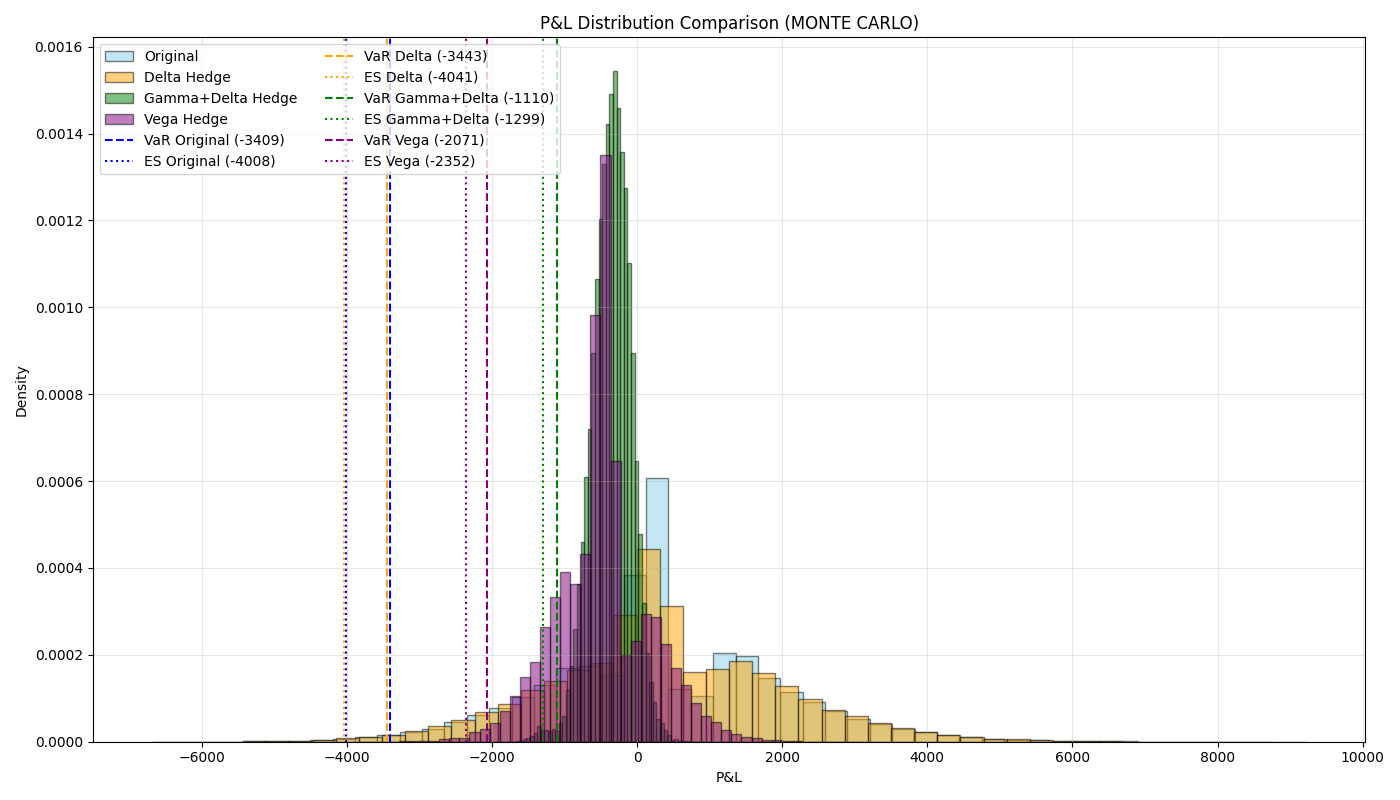 P&L Distribution Comparison (MONTE CARLO)
Original
Delta Hedge
Gamma+Delta Hedge
Vega Hedge
VaR Original (-3409)
ES Original (-4008)
VaR Delta (-3443)
ES Delta (-4041)
VaR Gamma+Delta (-1110)
ES Gamma+Delta (-1299)
VaR Vega (-2071)
ES Vega (-2352)
Density
0.0016
0.0014
0.0012
0.0010
0.0008
0.0006
0.0004
0.0002
0.0000
−6000
−4000
−2000
0
2000
4000
6000
8000
10000
P&L